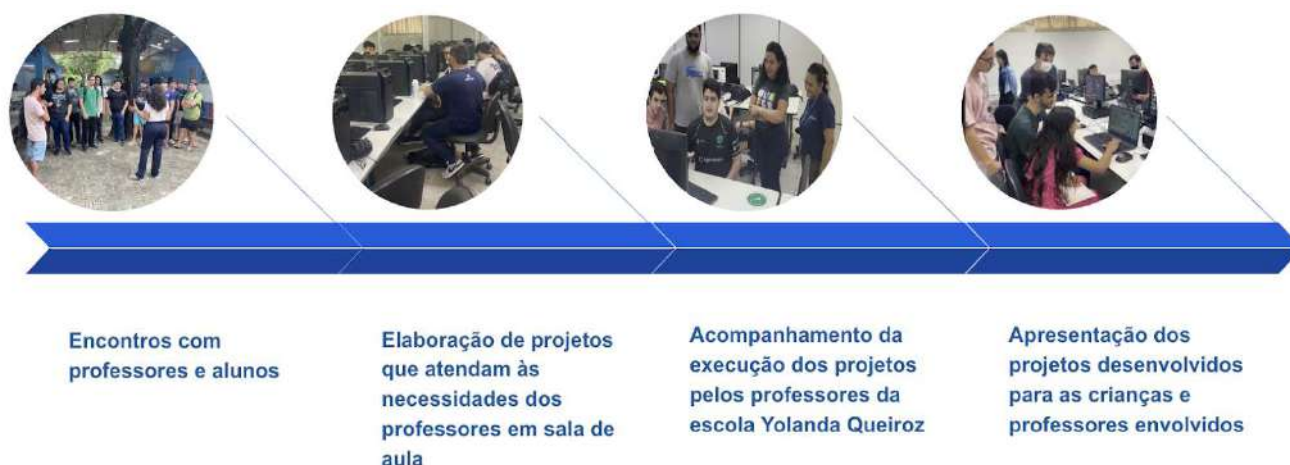 Encontros com
professores e alunos
Elaboração de projetos
que atendam às
necessidades dos
professores em sala de
aula
Acompanhamento da
execução dos projetos
pelos professores da
escola Yolanda Queiroz
Apresentação dos
projetos desenvolvidos
para as crianças e
professores envolvidos